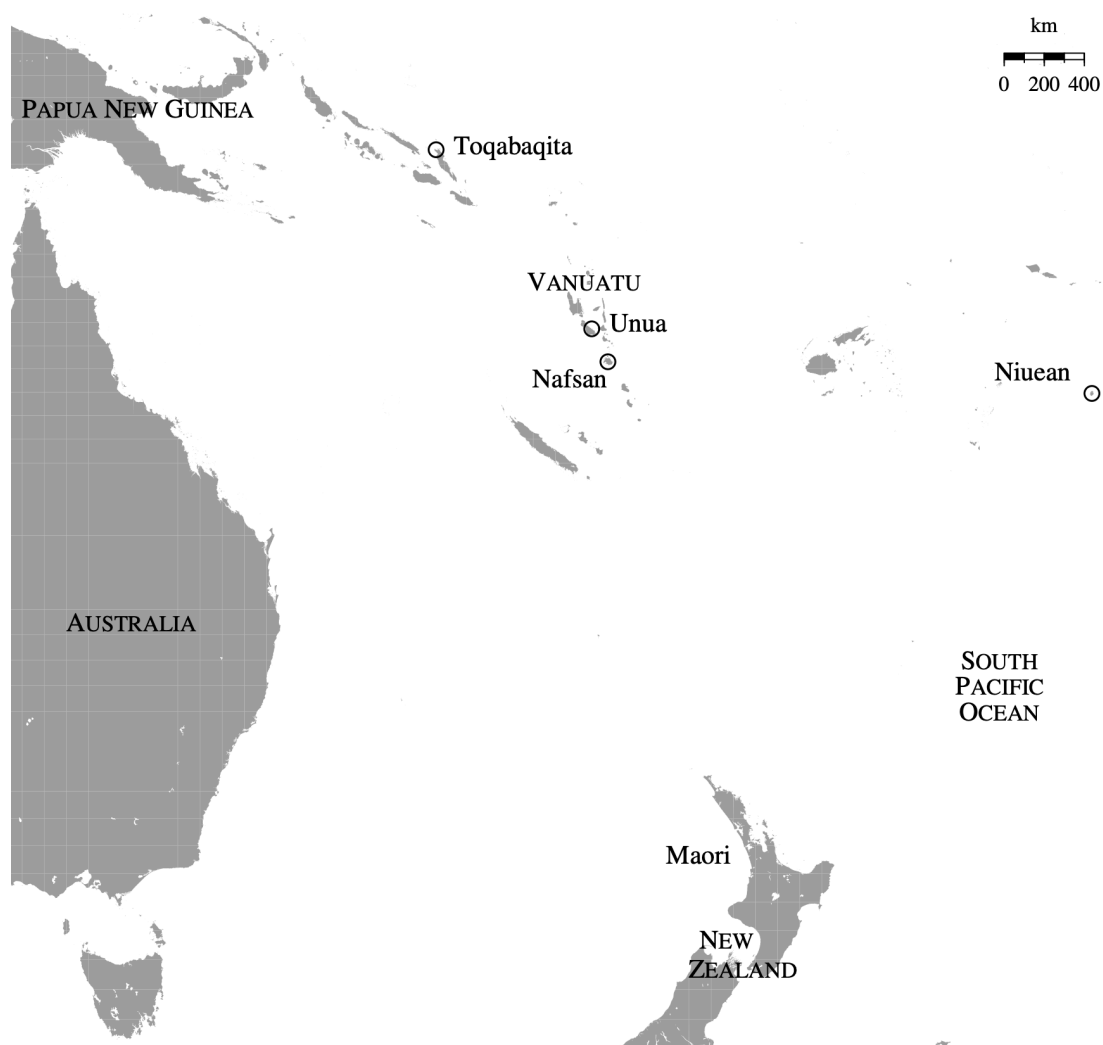 km
0 200 400
PAPUA NEW GUINEA
Toqabaqita
VANUATU
Unua
Nafsan
Niuean
AUSTRALIA
SOUTH
PACIFIC
OCEAN
Maori
NEW
ZEALAND